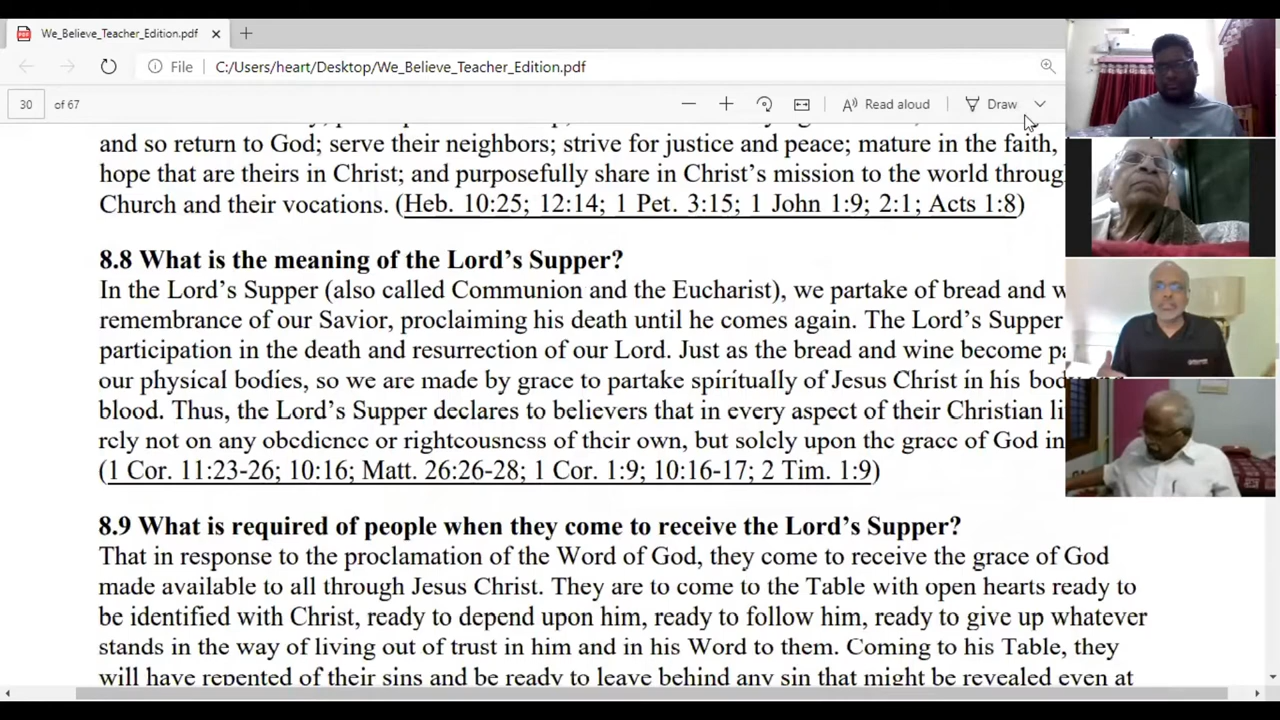 We_Believe_Teacher_Edition.pdf
File C:/Users/heart/Desktop/We_Believe_Teacher_Edition.pdf
30 of 67 Read aloud Draw
and so return to God; serve their neighbors; strive for justice and peace; mature in the faith,
hope that are theirs in Christ; and purposefully share in Christ's mission to the world through
Church and their vocations. (Heb. 10:25; 12:14; 1 Pet. 3:15; 1 John 1:9; 2:1; Acts 1:8)
8.8 What is the meaning of the Lord's Supper?
In the Lord's Supper (also called Communion and the Eucharist), we partake of bread and
remembrance of our Savior, proclaiming his death until he comes again. The Lord's Supper
participation in the death and resurrection of our Lord. Just as the bread and wine become
our physical bodies, so we are made by grace to partake spiritually of Jesus Christ in his
blood. Thus, the Lord's Supper declares to believers that in every aspect of their Christian
rely not on any obedience or righteousness of their own, but solely upon the grace of God in
(1 Cor. 11:23-26; 10:16; Matt. 26:26-28; 1 Cor. 1:9; 10:16-17; 2 Tim. 1:9)
8.9 What is required of people when they come to receive the Lord's Supper?
That in response to the proclamation of the Word of God, they come to receive the grace of God
made available to all through Jesus Christ. They are to come to the Table with open hearts ready to
be identified with Christ, ready to depend upon him, ready to follow him, ready to give up whatever
stands in the way of living out of trust in him and in his Word to them. Coming to his Table, they
will have repented of their sins and be ready to leave behind any sin that might be revealed even at